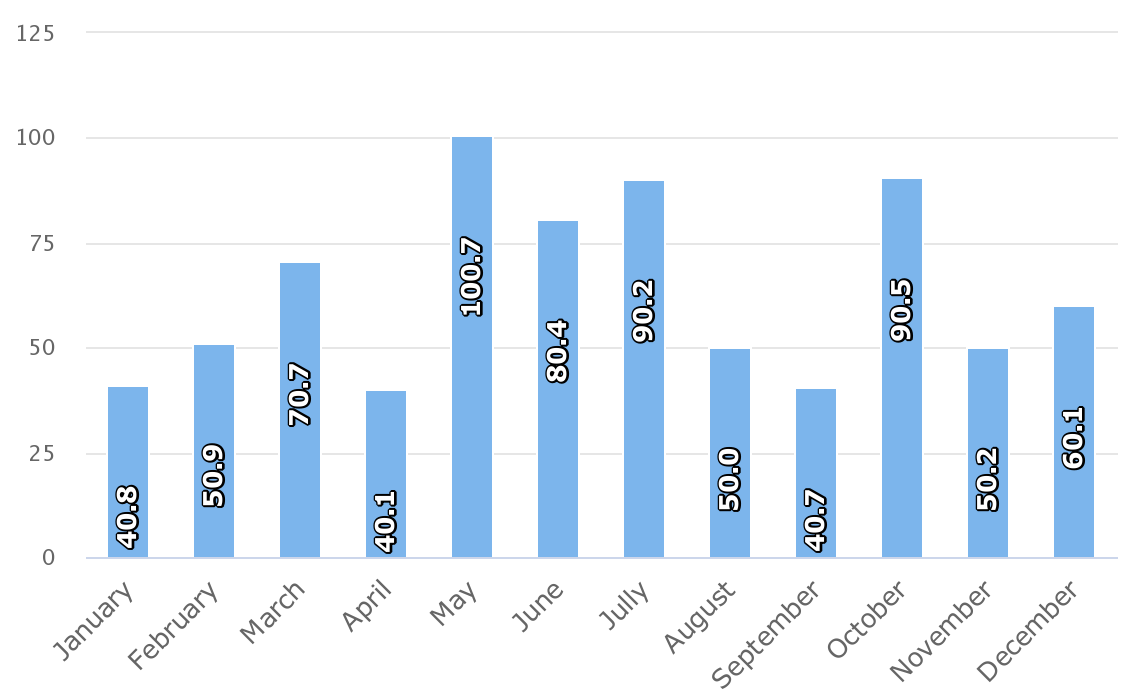 125
100
75
50
25
0
40.8
50.9
70.7
40.1
100.7
80.4
90.2
50.0
40.7
90.5
50.2
60.1
January
February
March
April
May
June
Jully
August
September
October
November
December